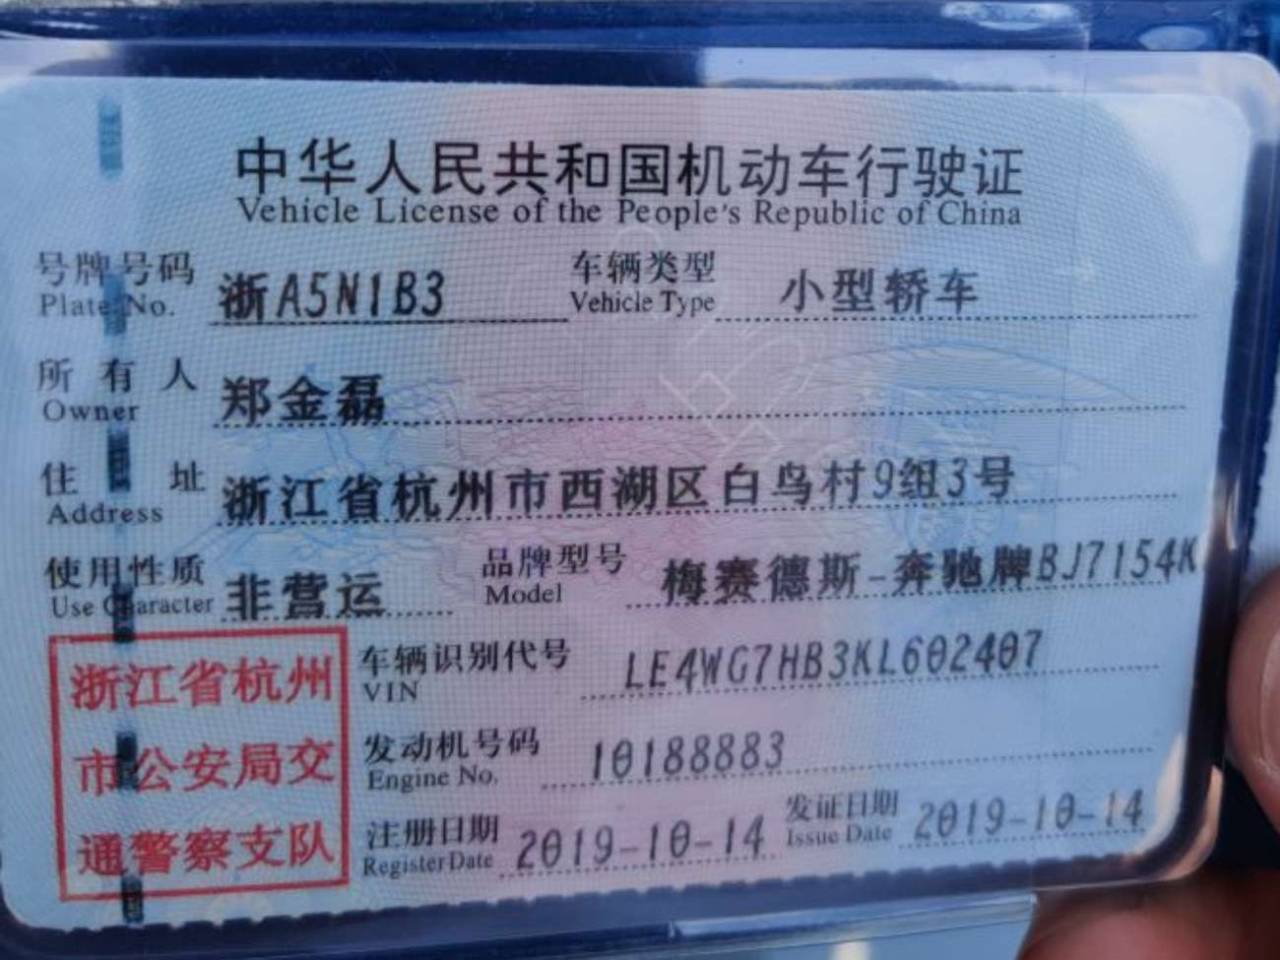 中华人民共和国机动车行驶证
Vehicle License of the People's Republic of China
号牌号码 浙A5N1B3 车辆类型 小型轿车
Plate No. Vehicle Type
所有人 郑金磊
Owner
住址 浙江省杭州市西湖区白鸟村9组3号
Address
使用性质 非营运 品牌型号 梅赛德斯-奔驰牌BJ7154K
Use Character Model
浙江省杭州
市公安局交
通警察支队
车辆识别代号 LE4WG7HB3KL602407
VIN
发动机号码 10188883
Engine No.
注册日期 2019-10-14 发证日期 2019-10-14
Register Date Issue Date